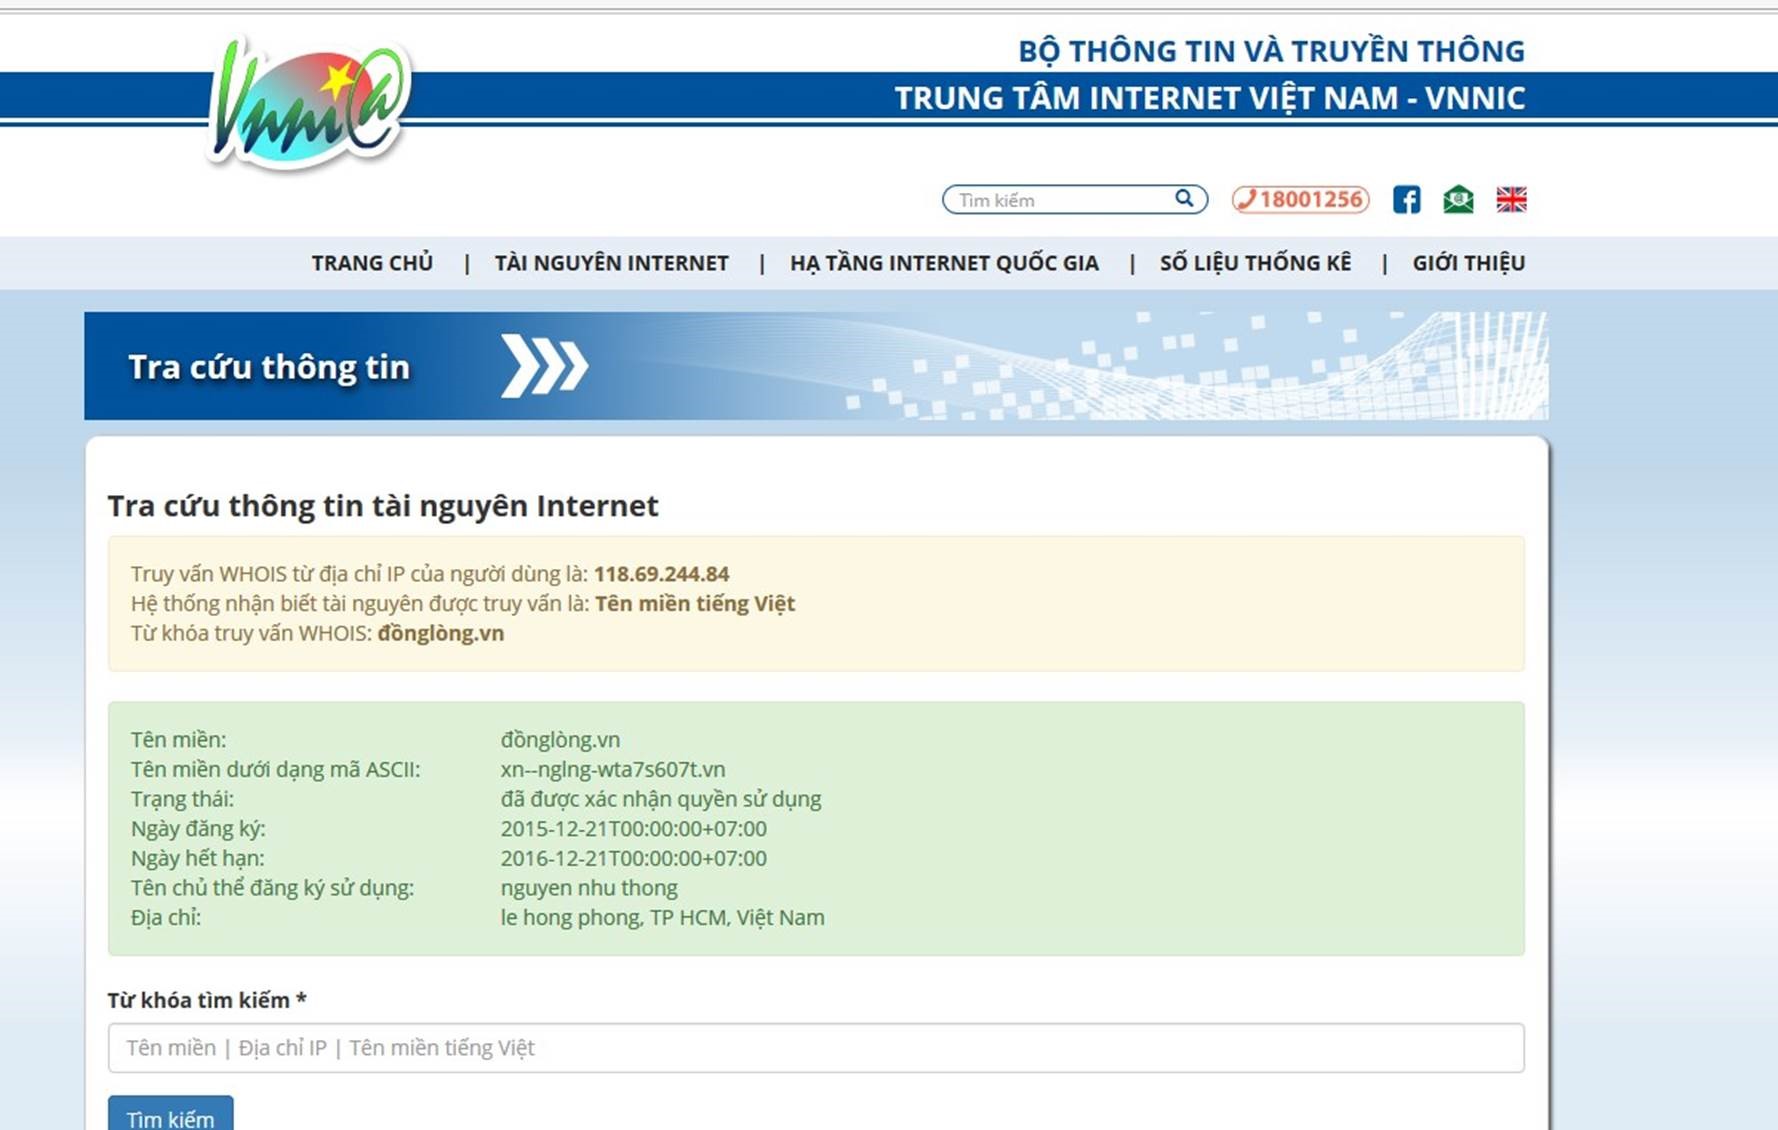 Vnnic@
BỘ THÔNG TIN VÀ TRUYỀN THÔNG
TRUNG TÂM INTERNET VIỆT NAM - VNNIC
Tìm kiếm
18001256
TRANG CHỦ | TÀI NGUYÊN INTERNET | HẠ TẦNG INTERNET QUỐC GIA | SỐ LIỆU THỐNG KÊ | GIỚI THIỆU
Tra cứu thông tin
Tra cứu thông tin tài nguyên Internet
Truy vấn WHOIS từ địa chỉ IP của người dùng là: 118.69.244.84
Hệ thống nhận biết tài nguyên được truy vấn là: Tên miền tiếng Việt
Từ khóa truy vấn WHOIS: đồnglòng.vn
Tên miền: đồnglòng.vn
Tên miền dưới dạng mã ASCII: xn--nglng-wta7s607t.vn
Trạng thái: đã được xác nhận quyền sử dụng
Ngày đăng ký: 2015-12-21T00:00:00+07:00
Ngày hết hạn: 2016-12-21T00:00:00+07:00
Tên chủ thể đăng ký sử dụng: nguyen nhu thong
Địa chỉ: le hong phong, TP HCM, Việt Nam
Từ khóa tìm kiếm *
Tên miền | Địa chỉ IP | Tên miền tiếng Việt
Tìm kiếm